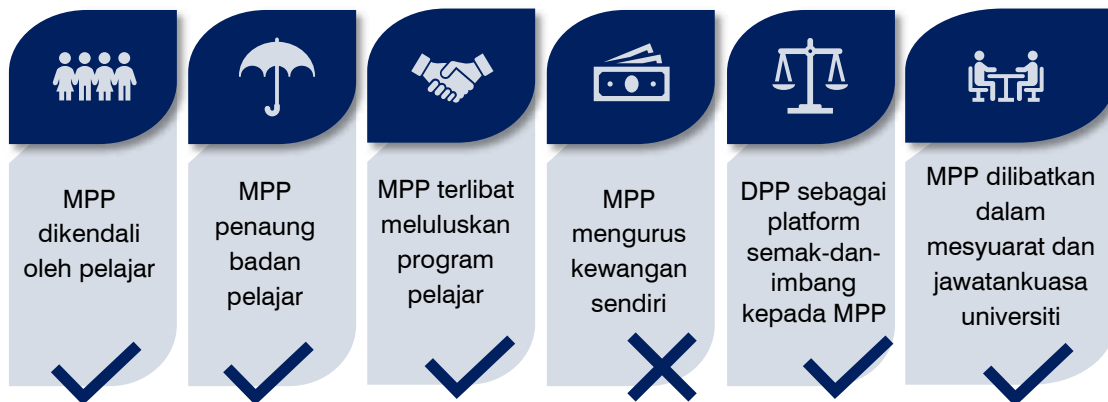 MPP
dikendali
oleh pelajar
MPP
penaung
badan
pelajar
MPP terlibat
meluluskan
program
pelajar
MPP
mengurus
kewangan
sendiri
DPP sebagai
platform
semak-dan-
imbang
kepada MPP
MPP dilibatkan
dalam
mesyuarat dan
jawatankuasa
universiti